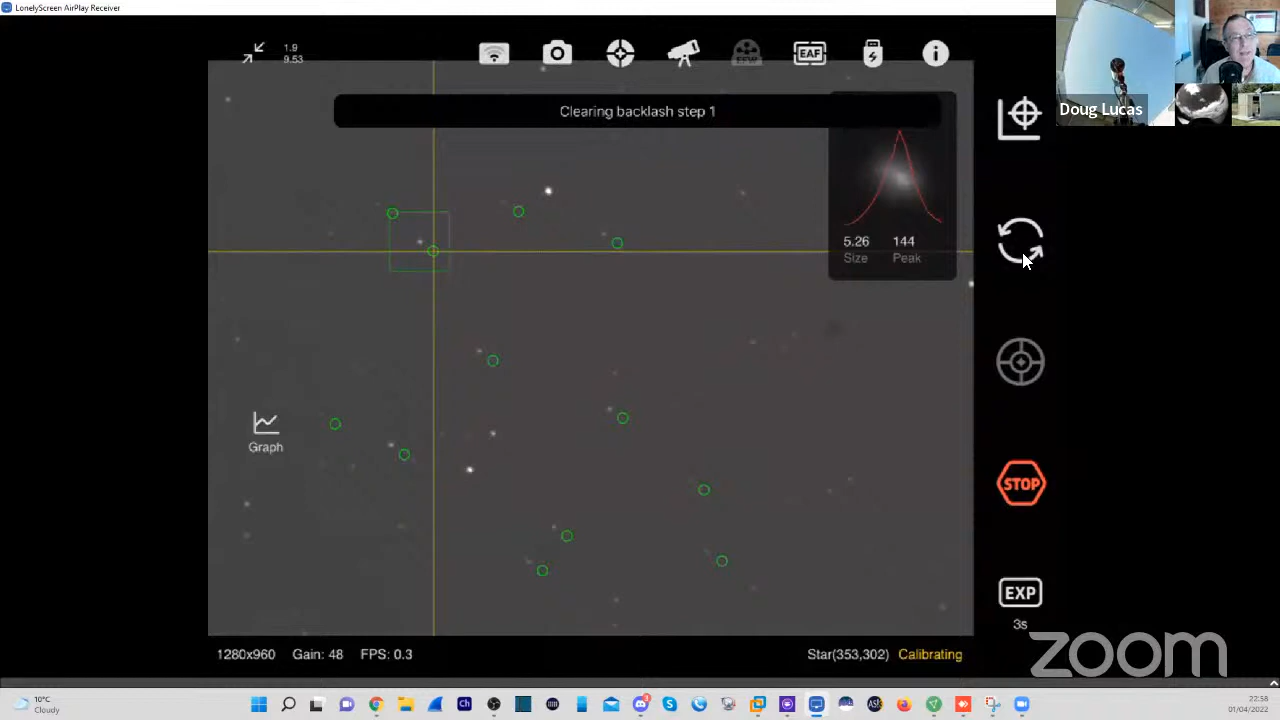 LonelyScreen AirPlay Receiver
1.9
9.53
EAF
Doug Lucas
Clearing backlash step 1
5.26 144
Size Peak
Graph
STOP
EXP
3s
1280x960 Gain: 48 FPS: 0.3 Star(353,302) Calibrating
zoom
10°C
Cloudy
22:58
01/04/2022